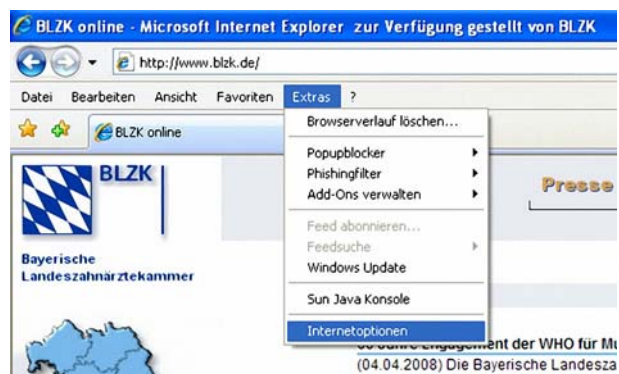 BLZK online - Microsoft Internet Explorer zur Verfügung gestellt von BLZK
http://www.blzk.de/
Datei Bearbeiten Ansicht Favoriten Extras ?
BLZK online
Browserverlauf löschen...
Popupblocker
Phishingfilter
Add-Ons verwalten
Feed abonnieren...
Feedsuche
Windows Update
Sun Java Konsole
Internetoptionen
BLZK
Bayerische
Landeszahnärztekammer
Presse
Engagement der WHO für Mu
(04.04.2008) Die Bayerische Landesza